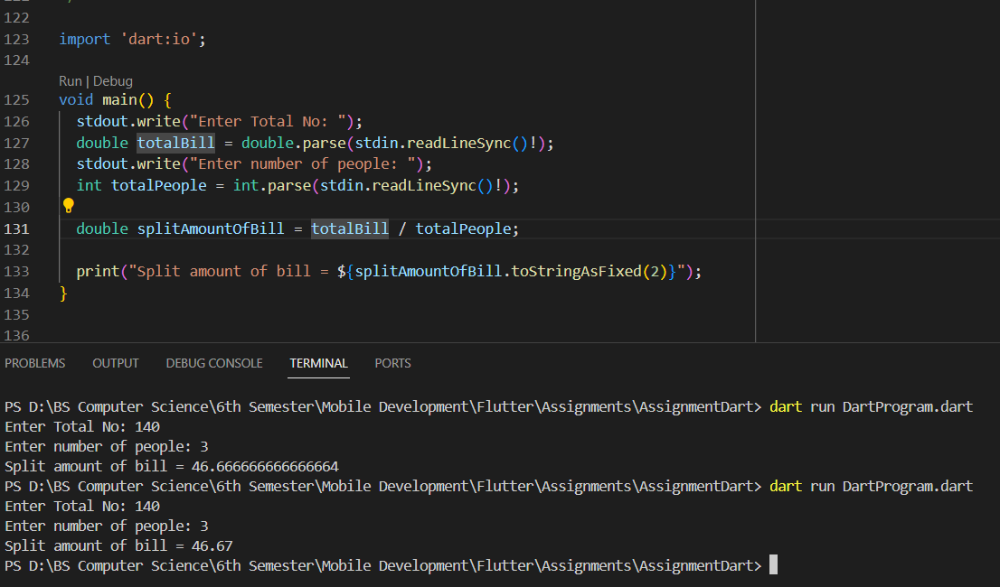 122
123 import 'dart:io';
124
Run | Debug
125 void main() {
126 stdout.write("Enter Total No: ");
127 double totalBill = double.parse(stdin.readLineSync()!);
128 stdout.write("Enter number of people: ");
129 int totalPeople = int.parse(stdin.readLineSync()!);
130
131 double splitAmountOfBill = totalBill / totalPeople;
132
133 print("Split amount of bill = ${splitAmountOfBill.toStringAsFixed(2)}");
134 }
135
136
PROBLEMS OUTPUT DEBUG CONSOLE TERMINAL PORTS
PS D:\BS Computer Science\6th Semester\Mobile Development\Flutter\Assignments\AssignmentDart> dart run DartProgram.dart
Enter Total No: 140
Enter number of people: 3
Split amount of bill = 46.666666666666664
PS D:\BS Computer Science\6th Semester\Mobile Development\Flutter\Assignments\AssignmentDart> dart run DartProgram.dart
Enter Total No: 140
Enter number of people: 3
Split amount of bill = 46.67
PS D:\BS Computer Science\6th Semester\Mobile Development\Flutter\Assignments\AssignmentDart>